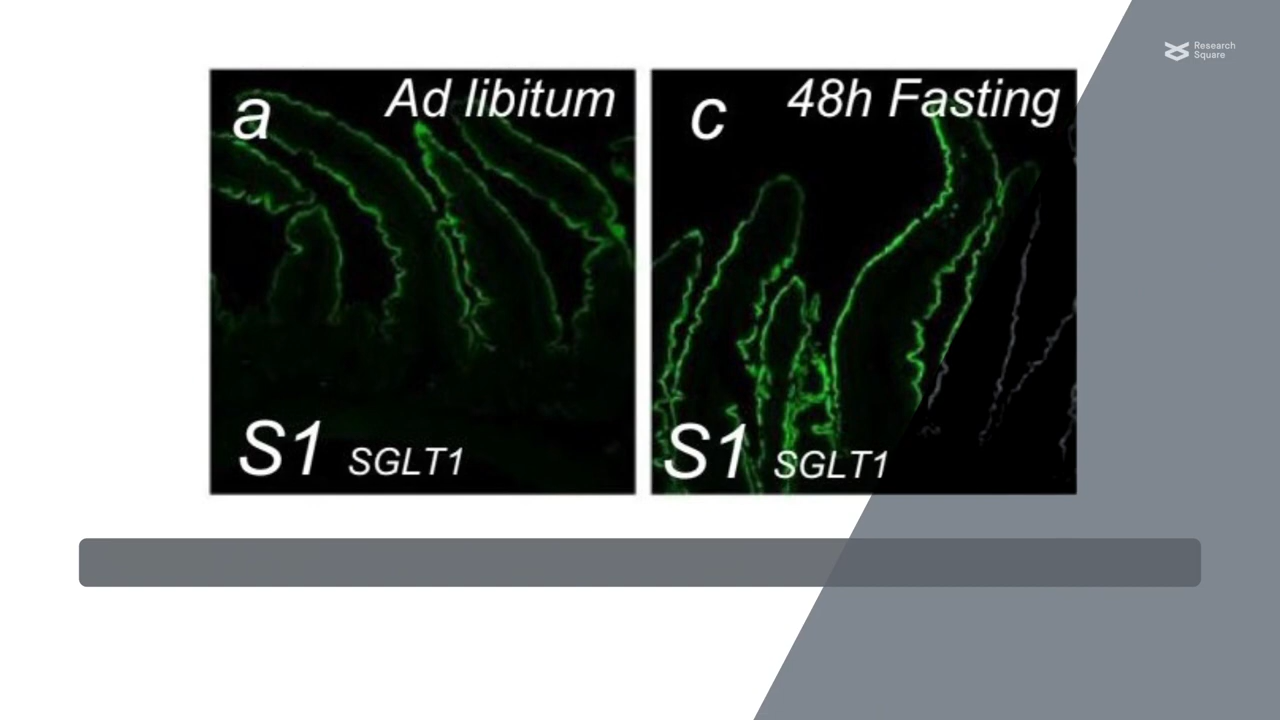 a
Ad libitum
S1 SGLT1
c
48h Fasting
S1 SGLT1
Research
Square